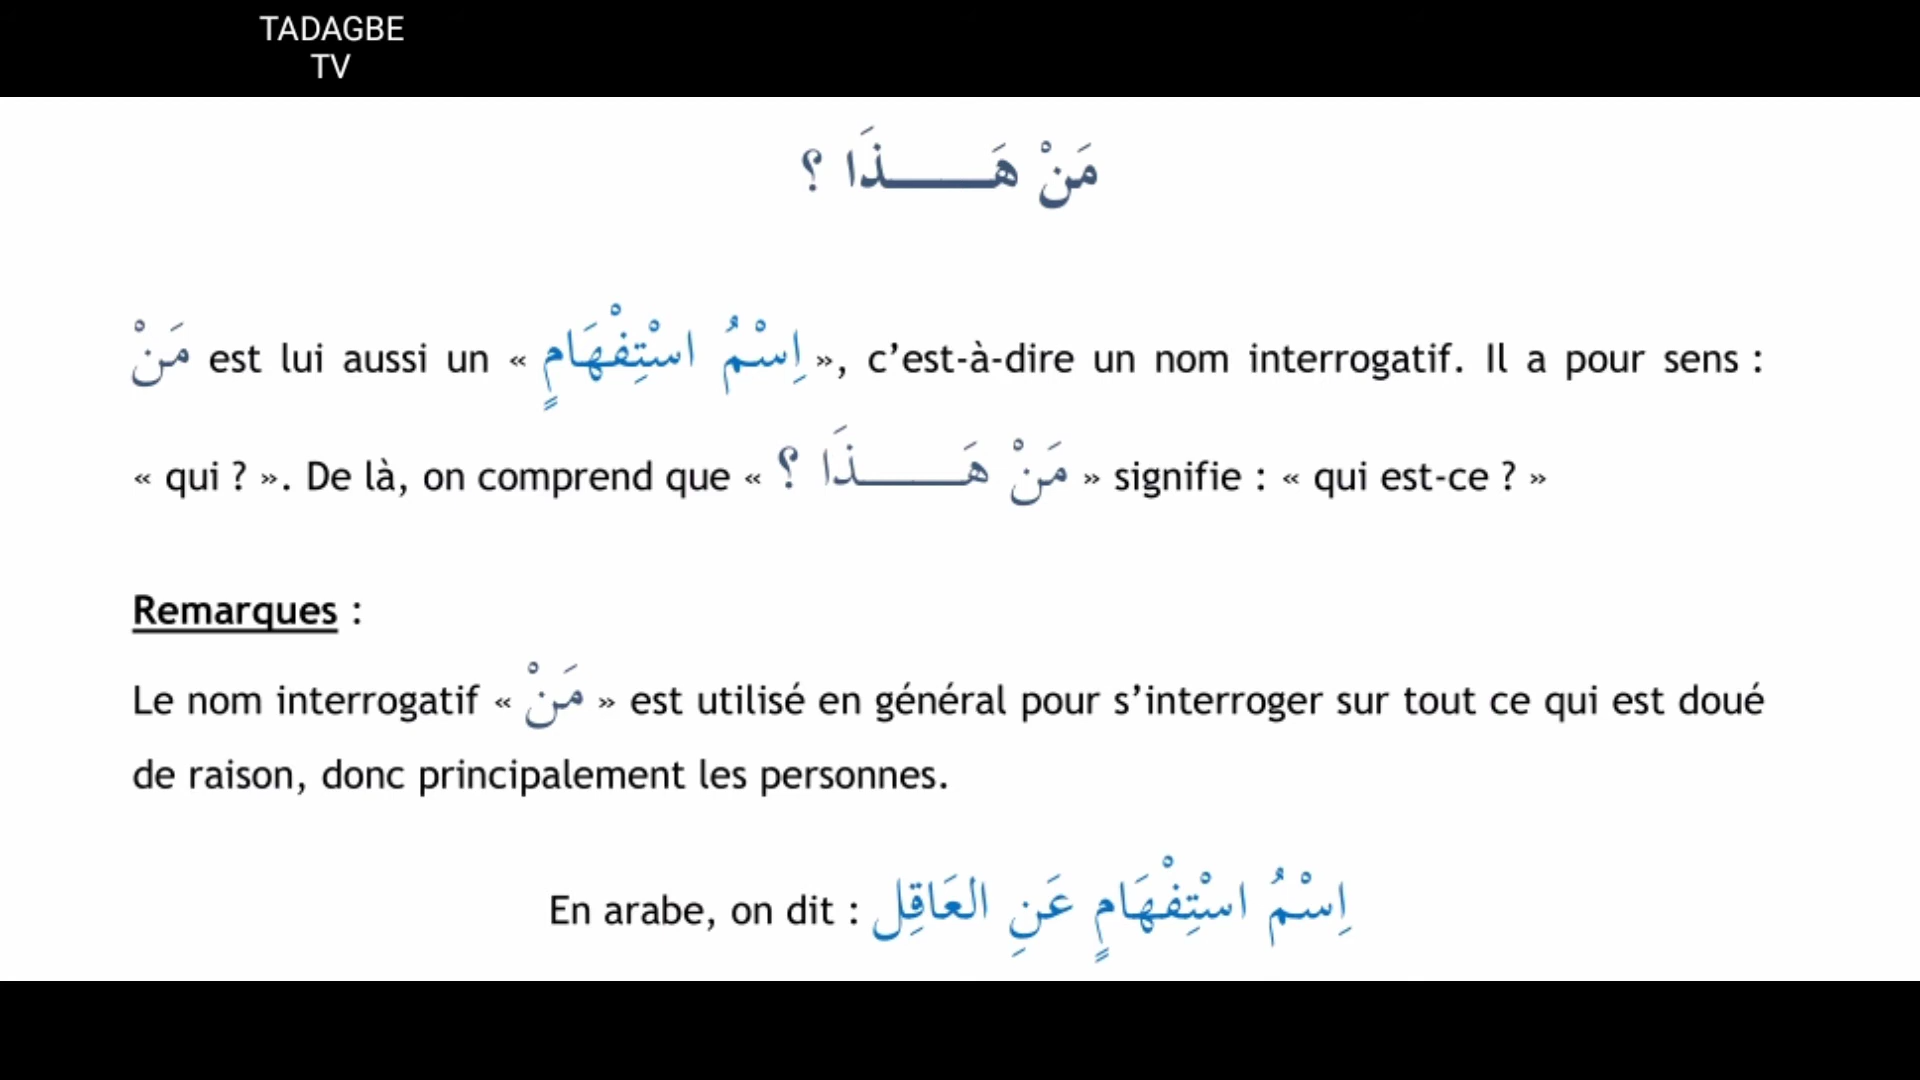 TADAGBE
TV
مَنْ هَـــــذَا ؟
مَنْ est lui aussi un « اِسْمُ اسْتِفْهَامٍ », c’est-à-dire un nom interrogatif. Il a pour sens :
« qui ? ». De là, on comprend que « مَنْ هَـــــذَا ؟ » signifie : « qui est-ce ? »
Remarques :
Le nom interrogatif « مَنْ » est utilisé en général pour s’interroger sur tout ce qui est doué
de raison, donc principalement les personnes.
En arabe, on dit : اِسْمُ اسْتِفْهَامٍ عَنِ العَاقِل